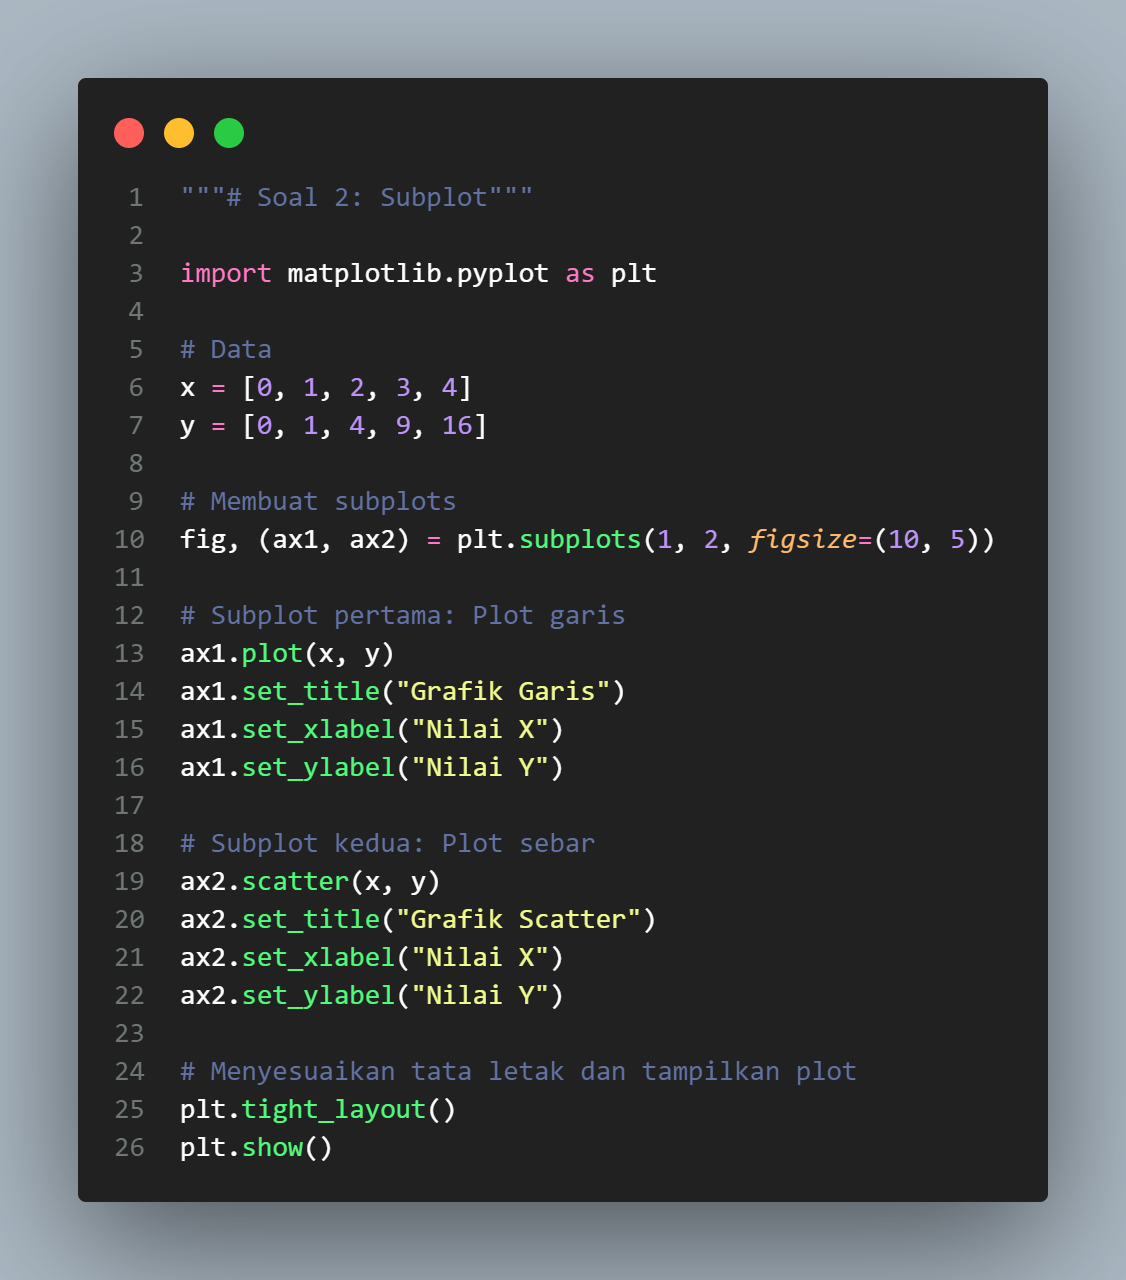 1 """# Soal 2: Subplot"""
2
3 import matplotlib.pyplot as plt
4
5 # Data
6 x = [0, 1, 2, 3, 4]
7 y = [0, 1, 4, 9, 16]
8
9 # Membuat subplots
10 fig, (ax1, ax2) = plt.subplots(1, 2, figsize=(10, 5))
11
12 # Subplot pertama: Plot garis
13 ax1.plot(x, y)
14 ax1.set_title("Grafik Garis")
15 ax1.set_xlabel("Nilai X")
16 ax1.set_ylabel("Nilai Y")
17
18 # Subplot kedua: Plot sebar
19 ax2.scatter(x, y)
20 ax2.set_title("Grafik Scatter")
21 ax2.set_xlabel("Nilai X")
22 ax2.set_ylabel("Nilai Y")
23
24 # Menyesuaikan tata letak dan tampilkan plot
25 plt.tight_layout()
26 plt.show()